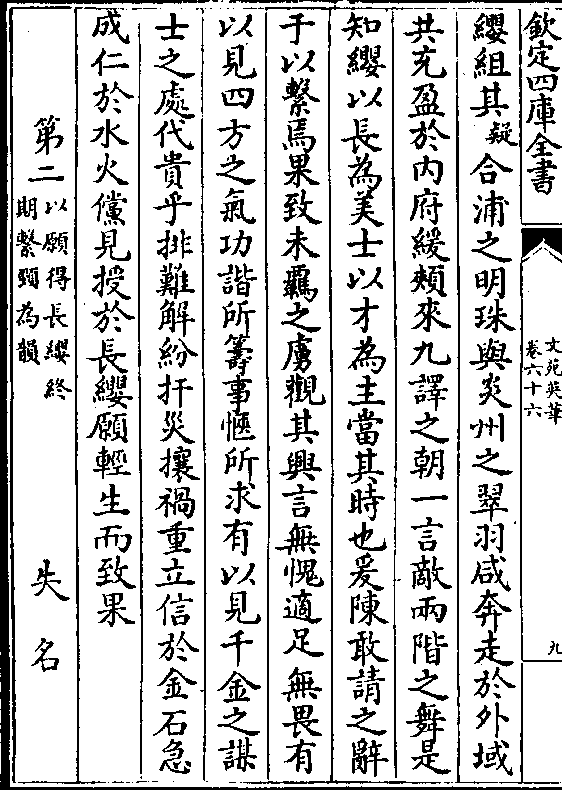 欽定四庫全書
文苑英華
卷六十六
九
纓組其疑合浦之明珠與炎州之翠羽咸奔走於外域
共充盈於内府緩頰來九譯之朝一言敵兩階之舞是
知纓以長為美士以才為主當其時也爰陳敢請之辭
于以繫焉果致未羈之虜觀其興言無愧適足無畏有
以見四方之氣功諧所籌事愜所求有以見千金之謀
士之處代貴乎排難解紛扞災攘禍重立信於金石急
成仁於水火儻見授於長纓願輕生而致果
第二以願得長纓終
期繫頸為韻
失名